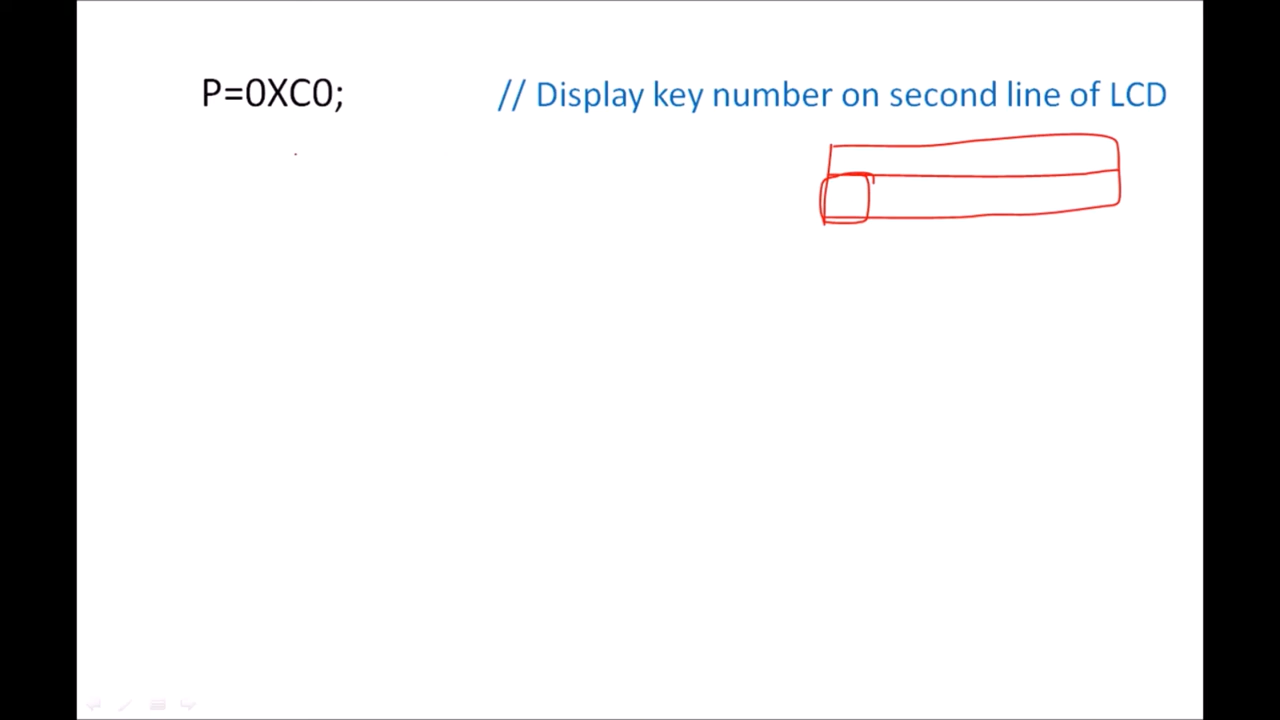 P=0XC0; // Display key number on second line of LCD